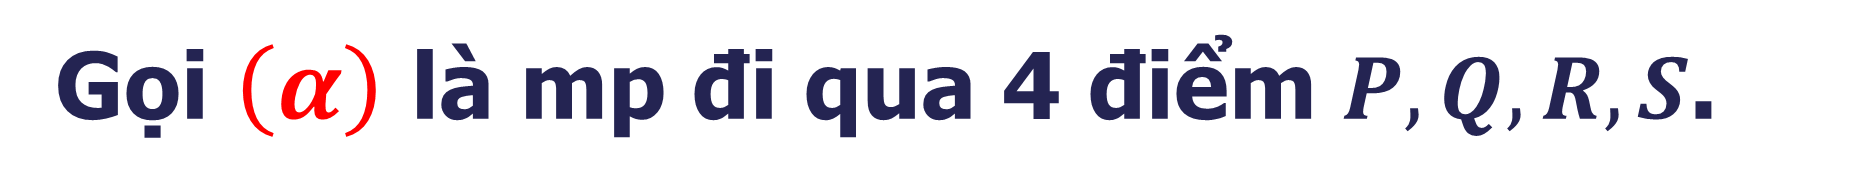 Gọi (α) là mp đi qua 4 điểm P, Q, R, S.